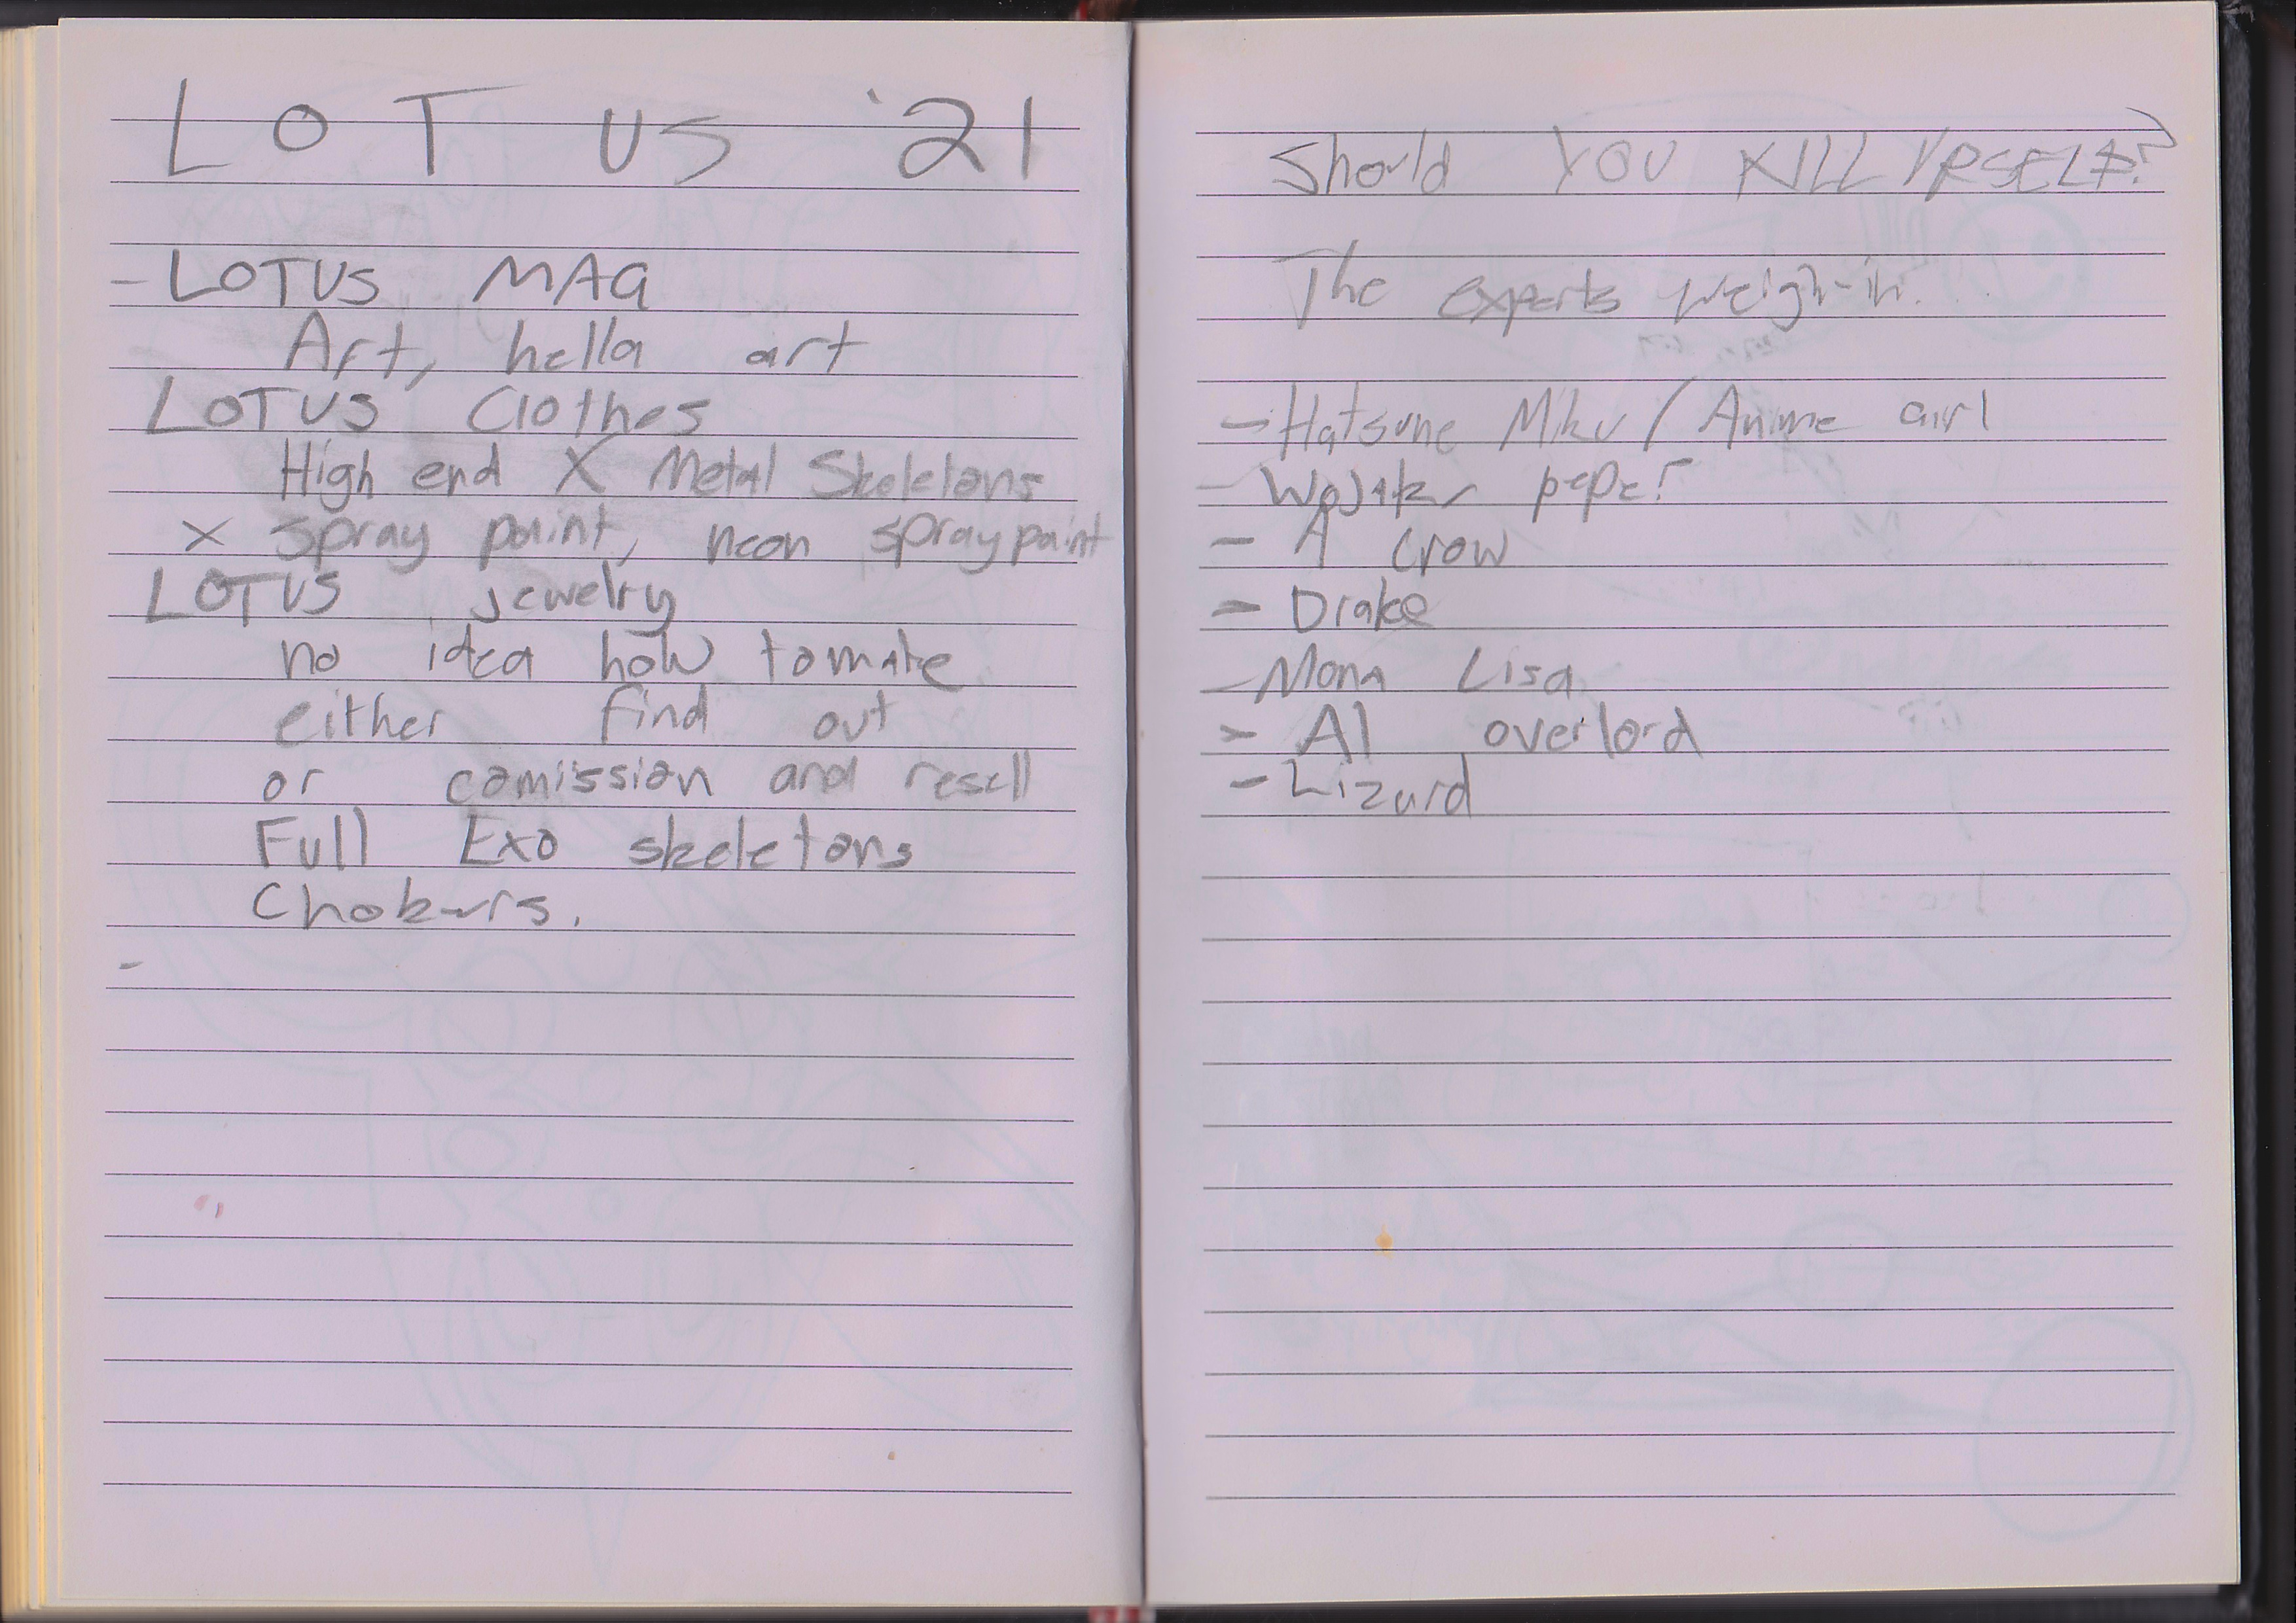 LOTUS '21
- LOTUS MAG
Art, hella art
LOTUS Clothes
High end X Metal Skeletons
X spray paint, neon spraypaint
LOTUS jewelry
no idea how to make
either find out
or comission and resell
Full Exo skeletons
Chokers.
-
Should YOU KILL YRSELF?
The experts weigh-in...
- Hatsune Miku / Anime girl
- Wojak, pepe?
- A crow
- Drake
- Mona Lisa
- AI overlord
- Lizard